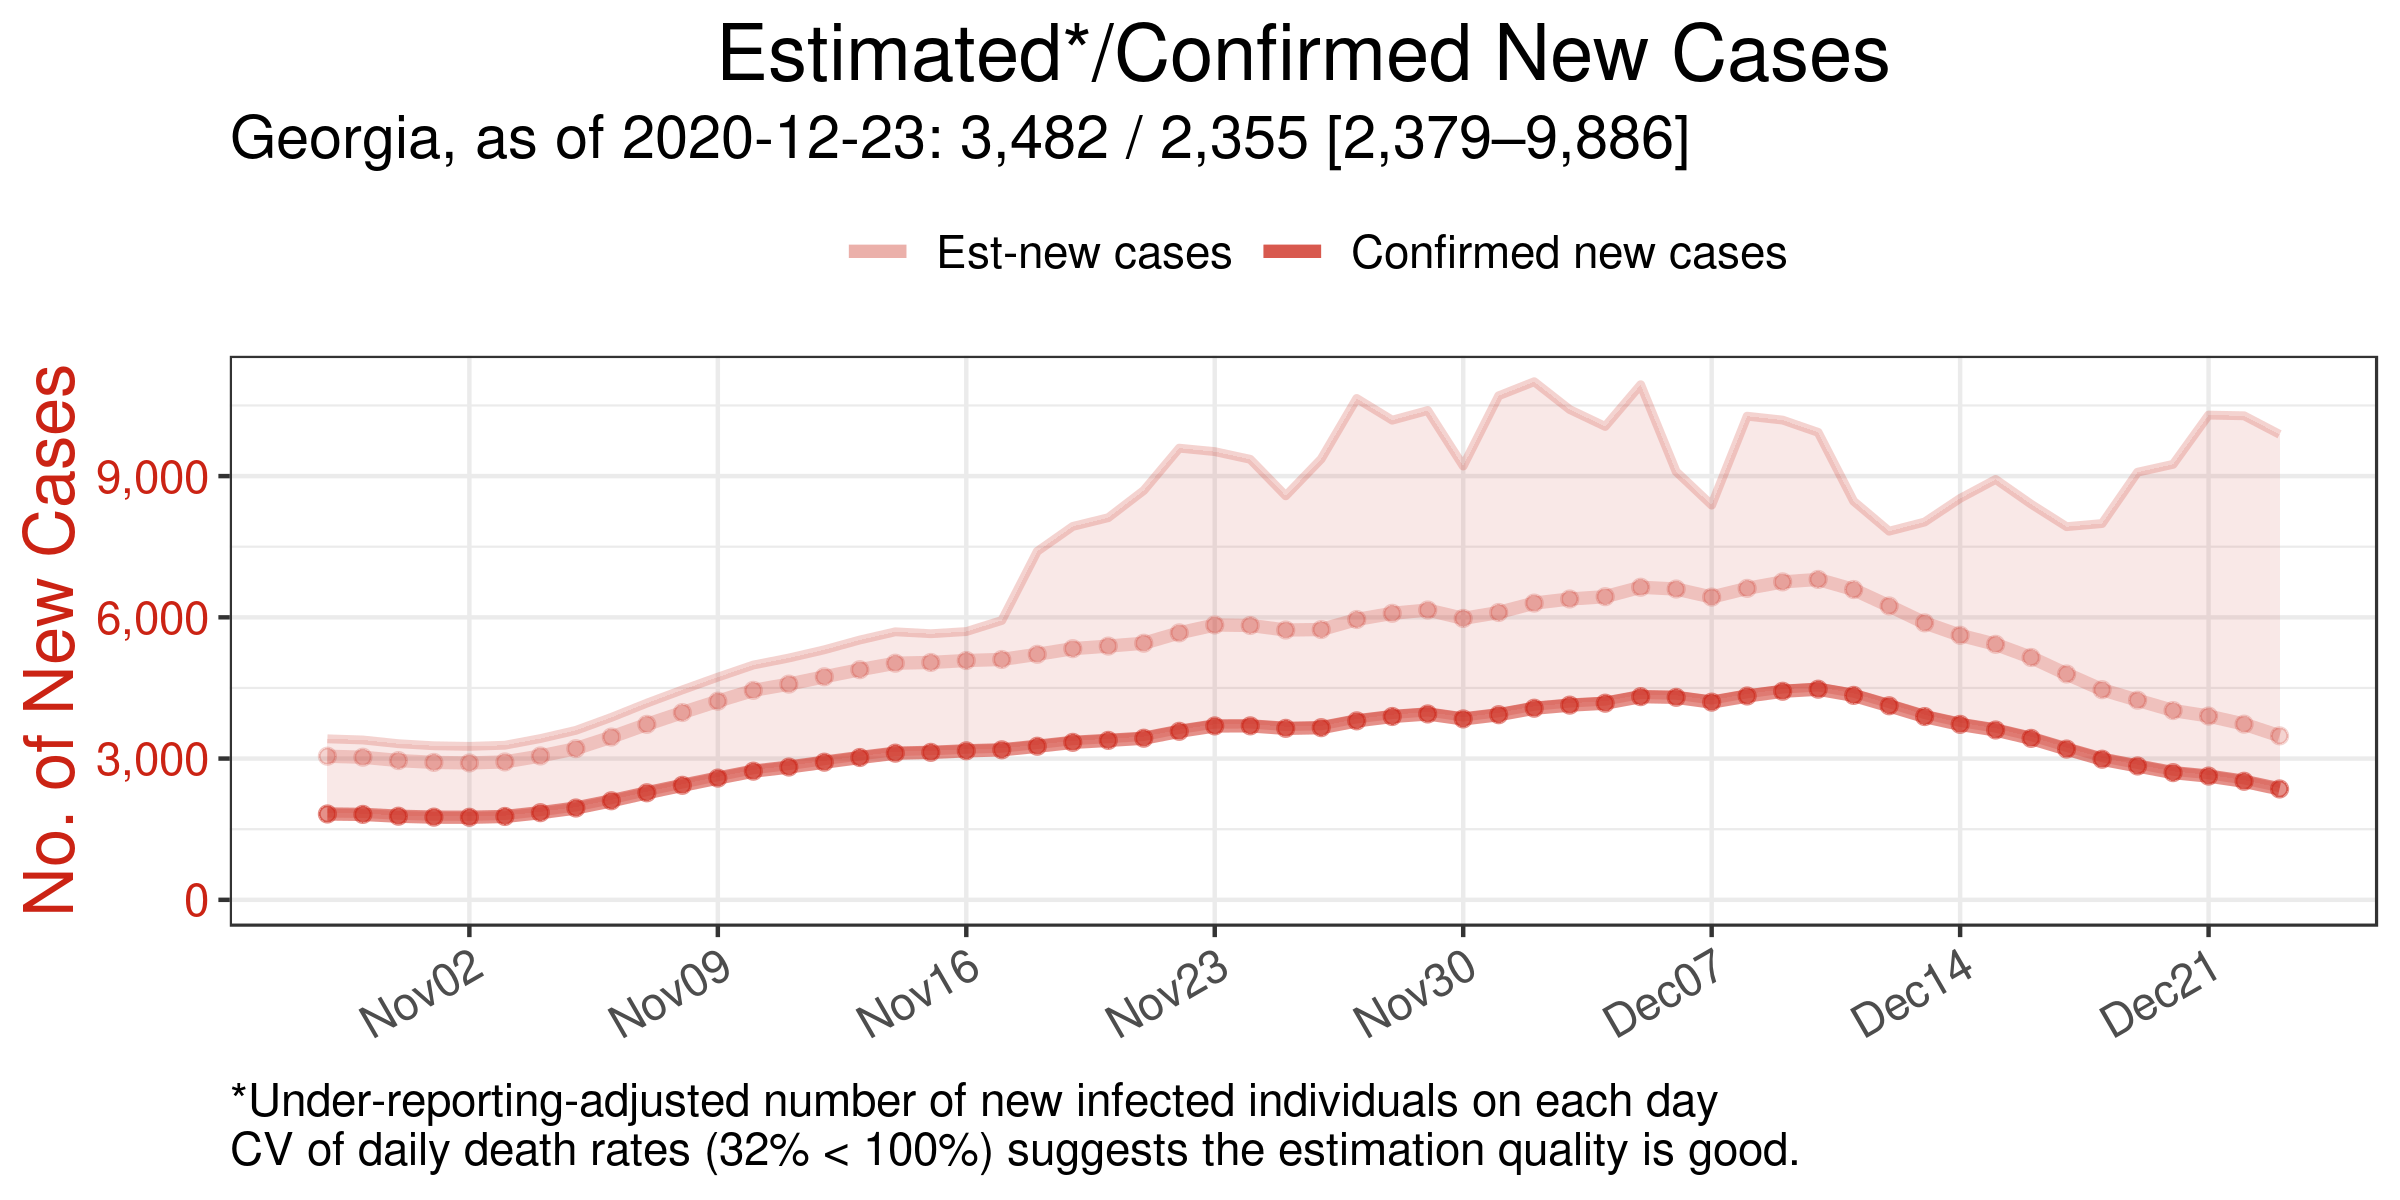 Estimated*/Confirmed New Cases
Georgia, as of 2020-12-23: 3,482 / 2,355 [2,379–9,886]
Est-new cases Confirmed new cases
No. of New Cases
9,000
6,000
3,000
0
Nov02 Nov09 Nov16 Nov23 Nov30 Dec07 Dec14 Dec21
*Under-reporting-adjusted number of new infected individuals on each day
CV of daily death rates (32% < 100%) suggests the estimation quality is good.